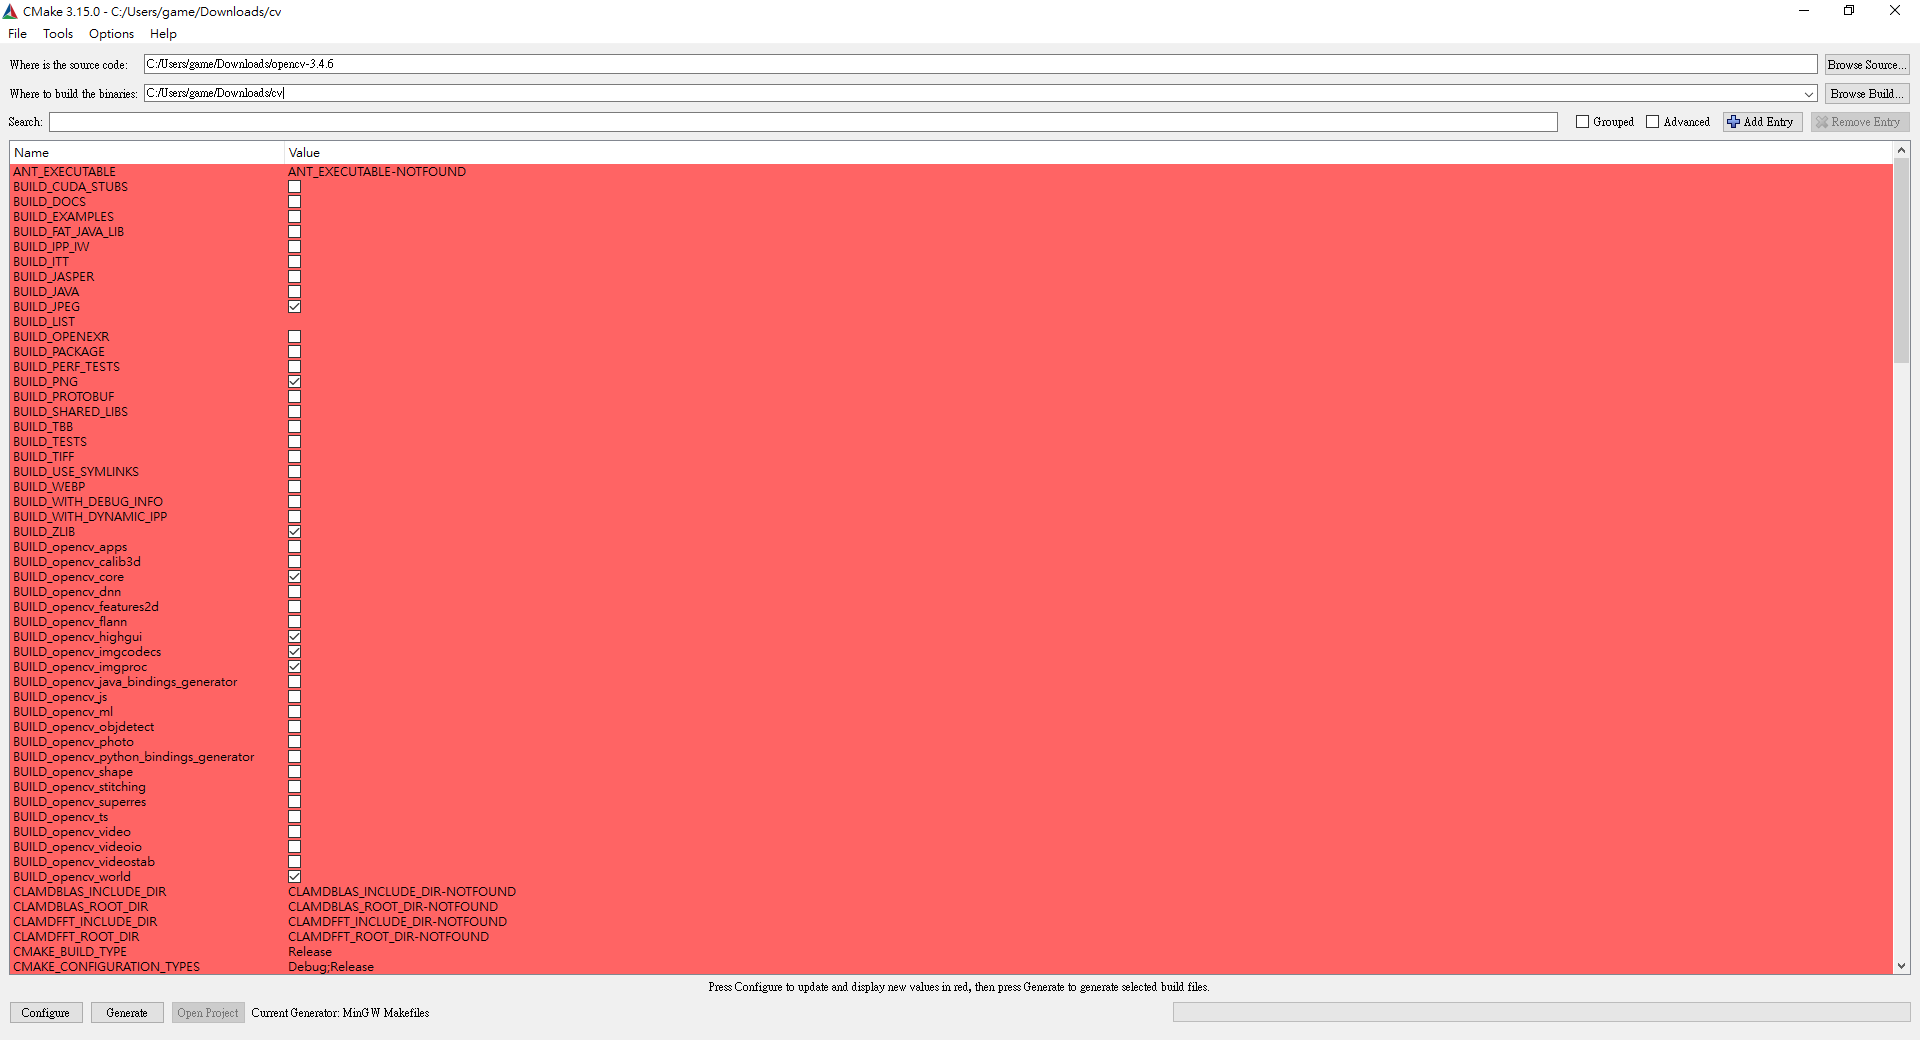 CMake 3.15.0 - C:/Users/game/Downloads/cv
File Tools Options Help
Where is the source code: C:/Users/game/Downloads/opencv-3.4.6 Browse Source...
Where to build the binaries: C:/Users/game/Downloads/cv Browse Build...
Search: Grouped Advanced Add Entry Remove Entry
Name Value
ANT_EXECUTABLE ANT_EXECUTABLE-NOTFOUND
BUILD_CUDA_STUBS
BUILD_DOCS
BUILD_EXAMPLES
BUILD_FAT_JAVA_LIB
BUILD_IPP_IW
BUILD_ITT
BUILD_JASPER
BUILD_JAVA
BUILD_JPEG
BUILD_LIST
BUILD_OPENEXR
BUILD_PACKAGE
BUILD_PERF_TESTS
BUILD_PNG
BUILD_PROTOBUF
BUILD_SHARED_LIBS
BUILD_TBB
BUILD_TESTS
BUILD_TIFF
BUILD_USE_SYMLINKS
BUILD_WEBP
BUILD_WITH_DEBUG_INFO
BUILD_WITH_DYNAMIC_IPP
BUILD_ZLIB
BUILD_opencv_apps
BUILD_opencv_calib3d
BUILD_opencv_core
BUILD_opencv_dnn
BUILD_opencv_features2d
BUILD_opencv_flann
BUILD_opencv_highgui
BUILD_opencv_imgcodecs
BUILD_opencv_imgproc
BUILD_opencv_java_bindings_generator
BUILD_opencv_js
BUILD_opencv_ml
BUILD_opencv_objdetect
BUILD_opencv_photo
BUILD_opencv_python_bindings_generator
BUILD_opencv_shape
BUILD_opencv_stitching
BUILD_opencv_superres
BUILD_opencv_ts
BUILD_opencv_video
BUILD_opencv_videoio
BUILD_opencv_videostab
BUILD_opencv_world
CLAMDBLAS_INCLUDE_DIR CLAMDBLAS_INCLUDE_DIR-NOTFOUND
CLAMDBLAS_ROOT_DIR CLAMDBLAS_ROOT_DIR-NOTFOUND
CLAMDFFT_INCLUDE_DIR CLAMDFFT_INCLUDE_DIR-NOTFOUND
CLAMDFFT_ROOT_DIR CLAMDFFT_ROOT_DIR-NOTFOUND
CMAKE_BUILD_TYPE Release
CMAKE_CONFIGURATION_TYPES Debug;Release
Press Configure to update and display new values in red, then press Generate to generate selected build files.
Configure Generate Open Project Current Generator: MinGW Makefiles